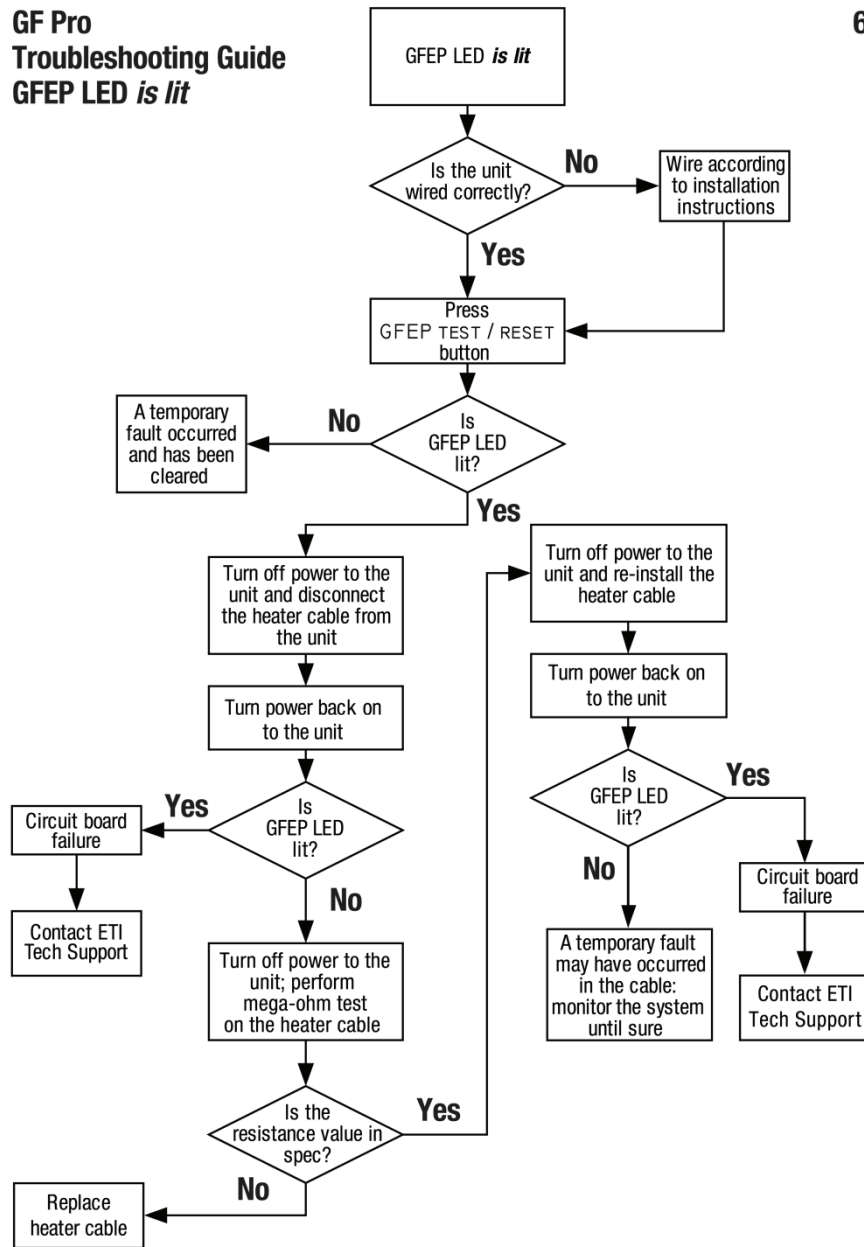 GF Pro
Troubleshooting Guide
GFEP LED is lit
6
GFEP LED is lit
Is the unit
wired correctly?
No
Wire according
to installation
instructions
Yes
Press
GFEP TEST / RESET
button
Is
GFEP LED
lit?
No
A temporary
fault occurred
and has been
cleared
Yes
Turn off power to the
unit and disconnect
the heater cable from
the unit
Turn power back on
to the unit
Is
GFEP LED
lit?
Yes
Circuit board
failure
Contact ETI
Tech Support
No
Turn off power to the
unit; perform
mega-ohm test
on the heater cable
Is the
resistance value in
spec?
No
Replace
heater cable
Yes
Turn off power to the
unit and re-install the
heater cable
Turn power back on
to the unit
Is
GFEP LED
lit?
Yes
Circuit board
failure
Contact ETI
Tech Support
No
A temporary fault
may have occurred
in the cable:
monitor the system
until sure